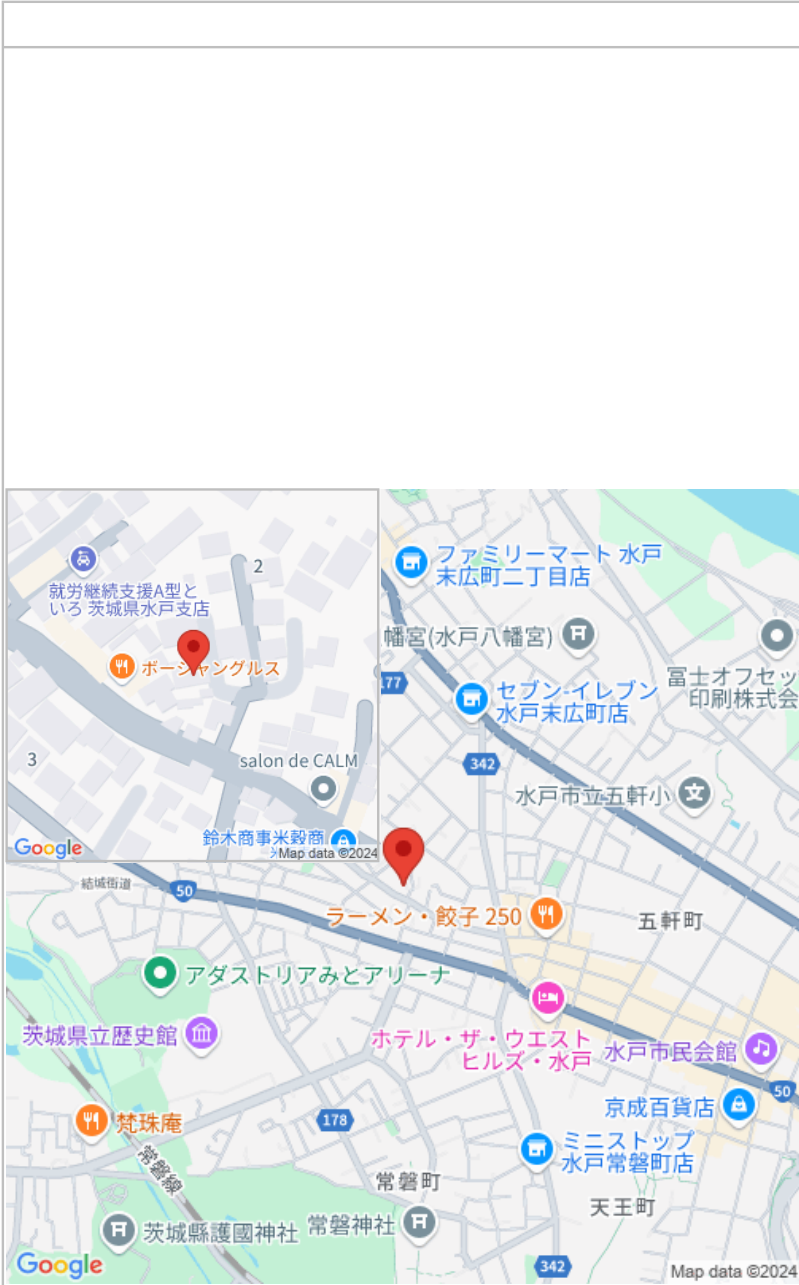 2
就労継続支援A型と
いろ 茨城県水戸支店
ボージャングルス
salon de CALM
3
鈴木商事米穀商
Google
Map data ©2024
ファミリーマート 水戸
末広町二丁目店
幡宮(水戸八幡宮)
177
セブン-イレブン
水戸末広町店
冨士オフセッ
印刷株式会
342
水戸市立五軒小
結城街道
50
ラーメン・餃子 250
五軒町
アダストリアみとアリーナ
茨城県立歴史館
ホテル・ザ・ウエスト
ヒルズ・水戸
水戸市民会館
50
京成百貨店
梵珠庵
178
ミニストップ
水戸常磐町店
常磐線
常磐町
天王町
茨城縣護國神社
常磐神社
342
Google
Map data ©2024